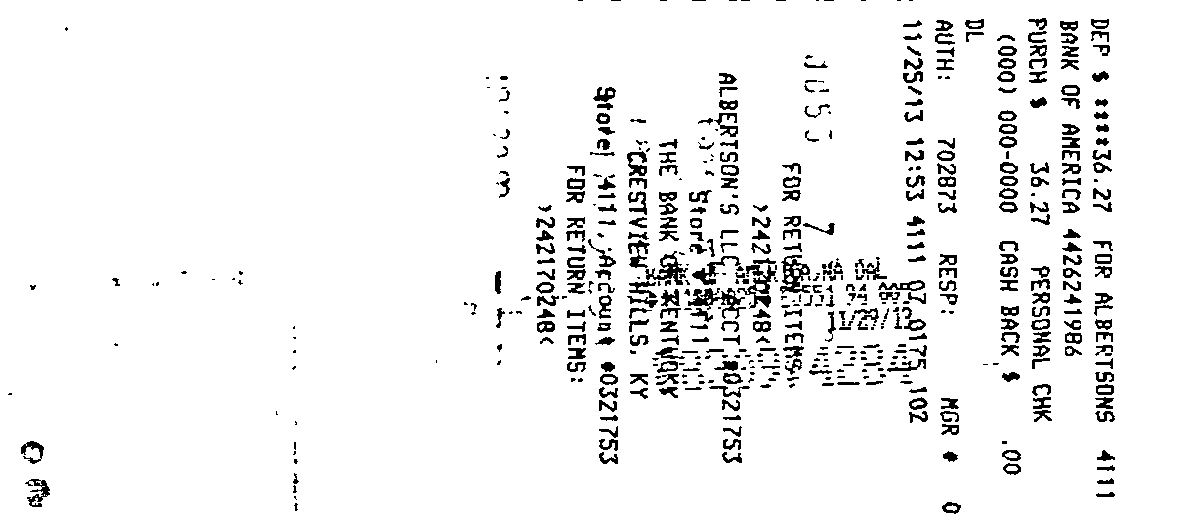 DEP $ ****36.27 FOR ALBERTSONS 4111
BANK OF AMERICA 4426241986
PURCH $ 36.27 PERSONAL CHK
(000) 000-0000 CASH BACK $ .00
DL
AUTH: 702873 RESP: MGR # 0
11/25/13 12:53 4111 07 0175 102
11/29/13
7
FOR RETURN ITEMS:
>242170248<
ALBERTSON'S LLC ACCT #0321753
Store # 4111
THE BANK OF KENTUCKY
CRESTVIEW HILLS, KY
Store 4111, Account #0321753
FOR RETURN ITEMS:
>242170248<